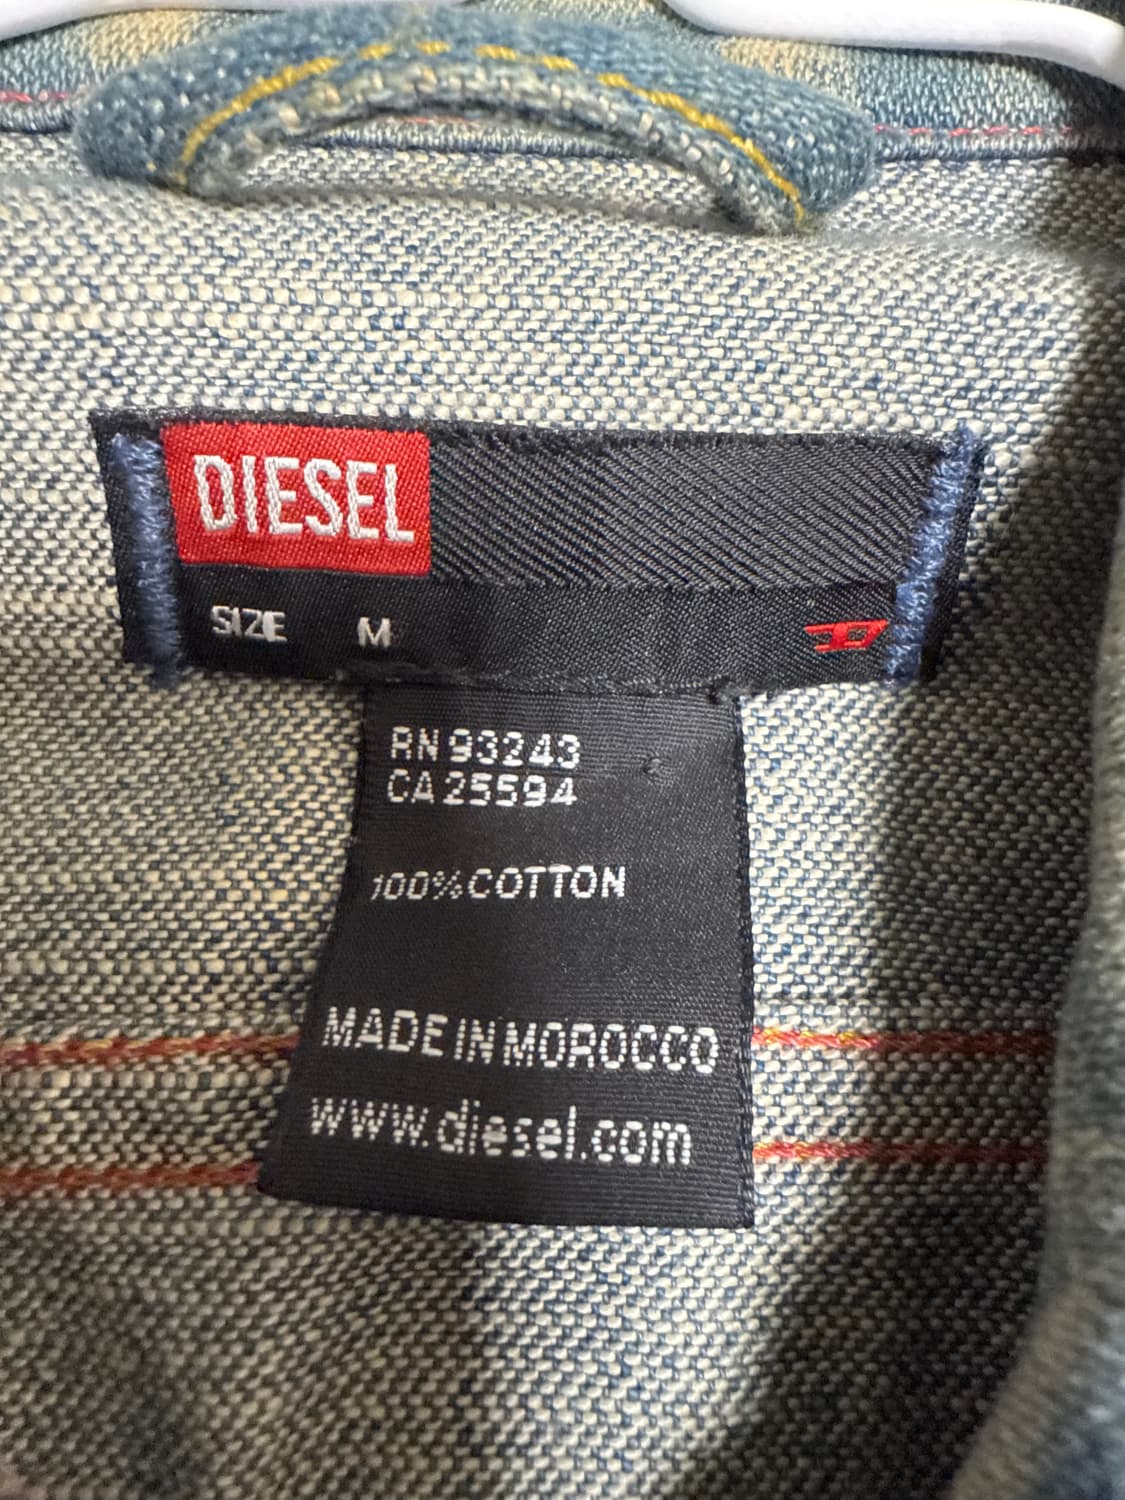 DIESEL
SIZE M
RN 93243
CA 25594
100% COTTON
MADE IN MOROCCO
www.diesel.com